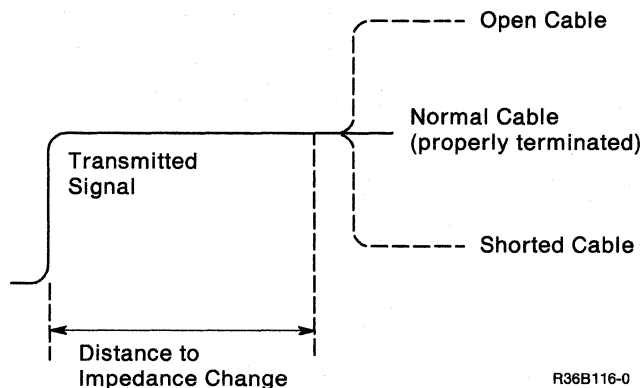 Open Cable
Normal Cable
(properly terminated)
Transmitted
Signal
Shorted Cable
Distance to
Impedance Change
R36B116-0